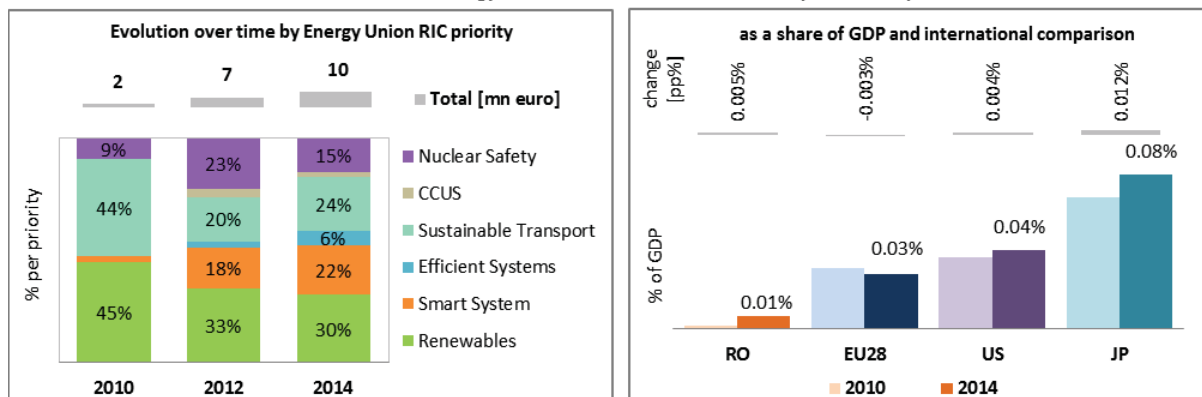 Evolution over time by Energy Union RIC priority
2 7 10
Total [mn euro]
% per priority
9% 23% 15%
44% 20% 24%
6%
18% 22%
45% 33% 30%
Nuclear Safety
CCUS
Sustainable Transport
Efficient Systems
Smart System
Renewables
2010 2012 2014
as a share of GDP and international comparison
change
[pp%]
0.005% -0.003% 0.004% 0.012%
% of GDP
0.01% 0.03% 0.04% 0.08%
RO EU28 US JP
2010 2014